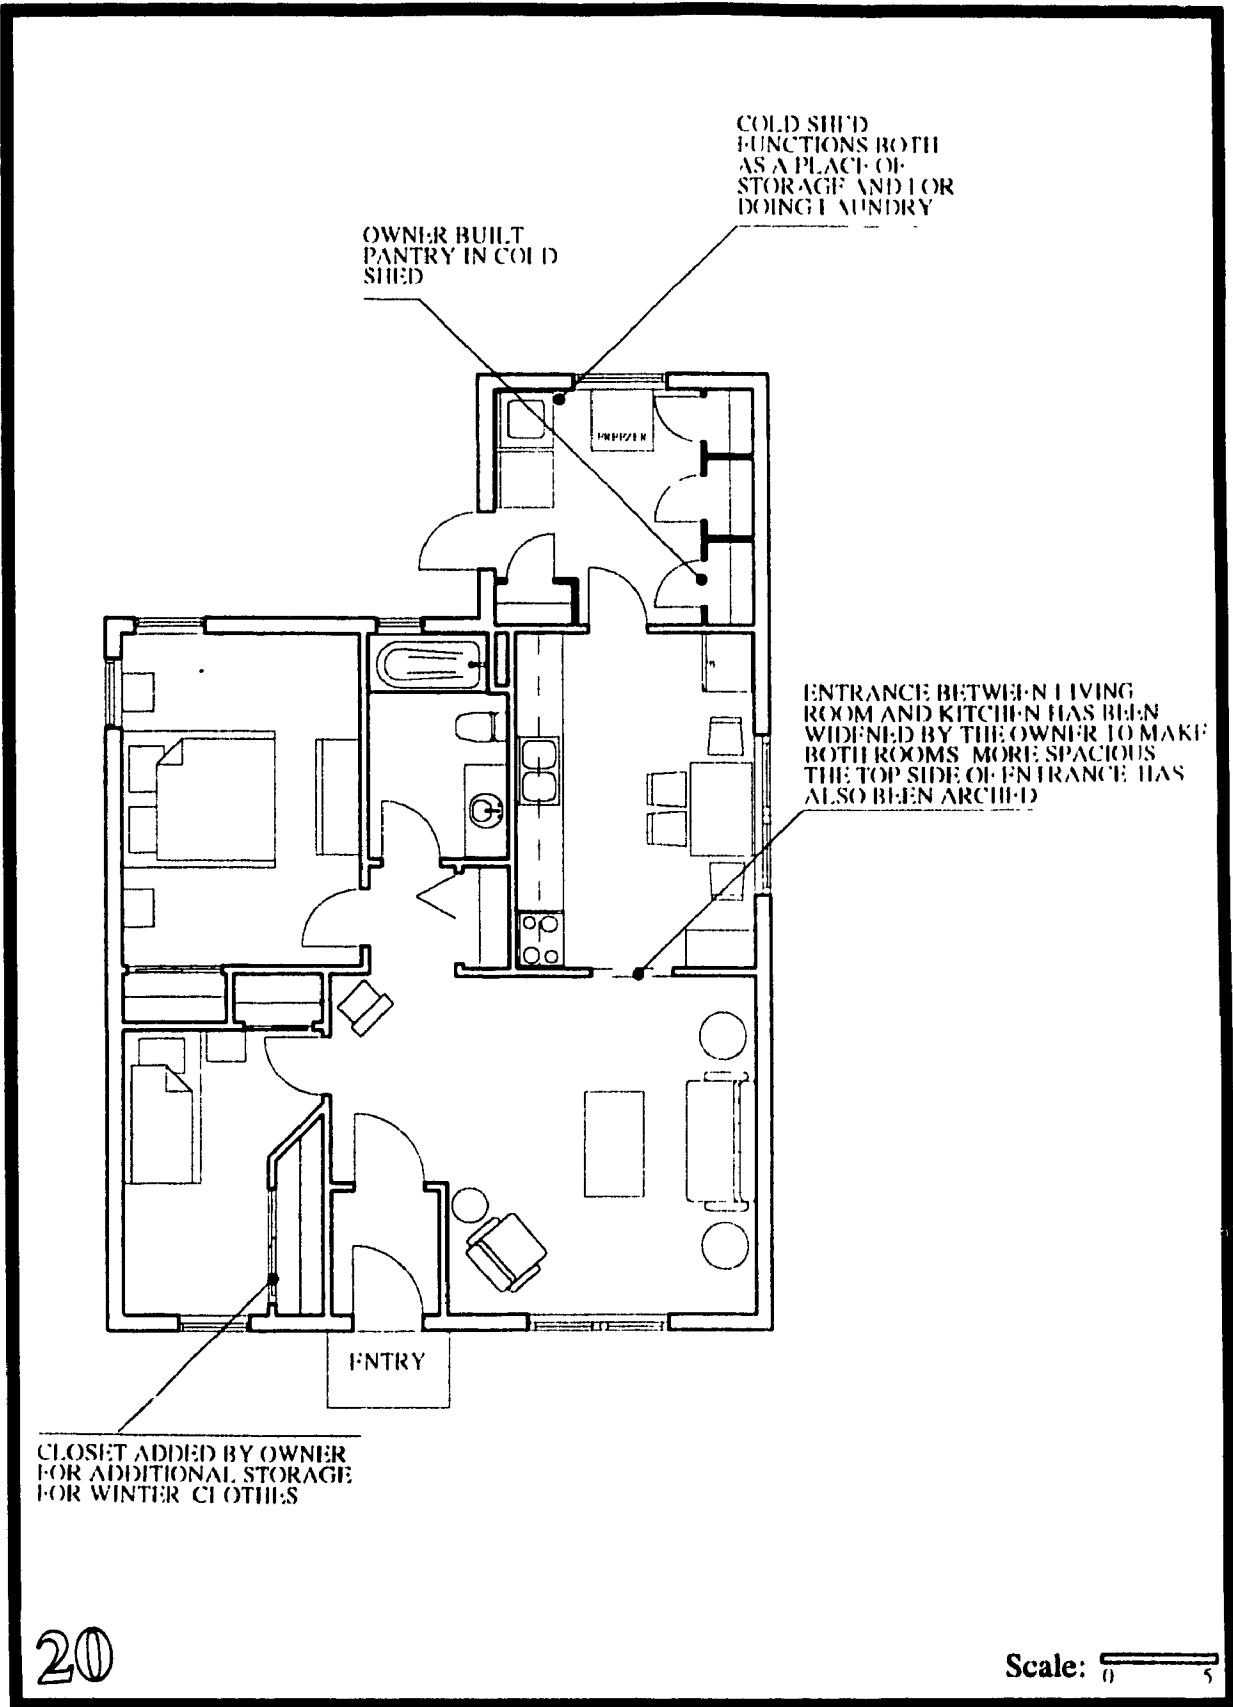 COLD SHED
FUNCTIONS BOTH
AS A PLACE OF
STORAGE AND FOR
DOING LAUNDRY
OWNER BUILT
PANTRY IN COLD
SHED
FREEZER
ENTRANCE BETWEEN LIVING
ROOM AND KITCHEN HAS BEEN
WIDENED BY THE OWNER TO MAKE
BOTH ROOMS MORE SPACIOUS
THE TOP SIDE OF ENTRANCE HAS
ALSO BEEN ARCHED
ENTRY
CLOSET ADDED BY OWNER
FOR ADDITIONAL STORAGE
FOR WINTER CLOTHES
20
Scale: 0 5